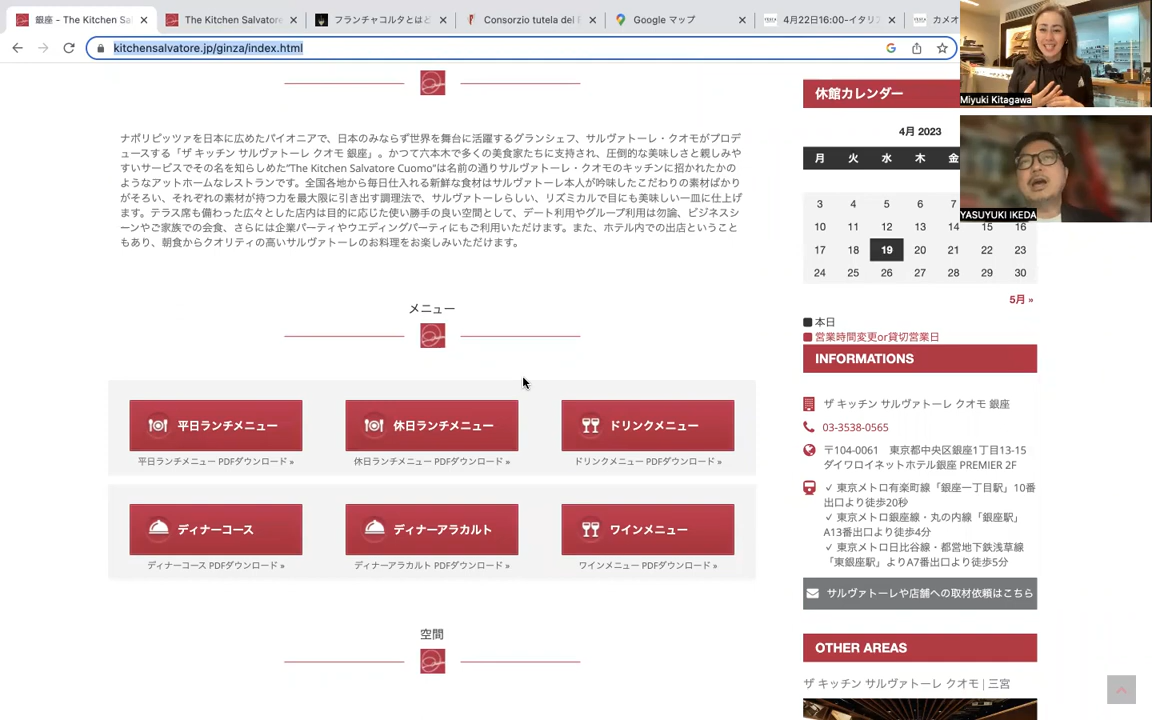 銀座 - The Kitchen Sal
The Kitchen Salvatore
フランチャコルタとはど
Consorzio tutela del F
Google マップ
4月22日16:00-イタリア
カメオ
kitchensalvatore.jp/ginza/index.html
ナポリピッツァを日本に広めたパイオニアで、日本のみならず世界を舞台に活躍するグランシェフ、サルヴァトーレ・クオモがプロデ
ュースする「ザ キッチン サルヴァトーレ クオモ 銀座」。かつて六本木で多くの美食家たちに支持され、圧倒的な美味しさと親しみや
すいサービスでその名を知らしめた"The Kitchen Salvatore Cuomo"は名前の通りサルヴァトーレ・クオモのキッチンに招かれたかの
ようなアットホームなレストランです。全国各地から毎日仕入れる新鮮な食材はサルヴァトーレ本人が吟味したこだわりの素材ばかり
がそろい、それぞれの素材が持つ力を最大限に引き出す調理法で、サルヴァトーレらしい、リズミカルで目にも美味しい一皿に仕上げ
ます。テラス席も備わった広々とした店内は目的に応じた使い勝手の良い空間として、デート利用やグループ利用は勿論、ビジネスシ
ーンやご家族での会食、さらには企業パーティやウエディングパーティにもご利用いただけます。また、ホテル内での出店ということ
もあり、朝食からクオリティの高いサルヴァトーレのお料理をお楽しみいただけます。
メニュー
平日ランチメニュー
休日ランチメニュー
ドリンクメニュー
平日ランチメニュー PDFダウンロード »
休日ランチメニュー PDFダウンロード »
ドリンクメニュー PDFダウンロード »
ディナーコース
ディナーアラカルト
ワインメニュー
ディナーコース PDFダウンロード »
ディナーアラカルト PDFダウンロード »
ワインメニュー PDFダウンロード »
空間
休館カレンダー
4月 2023
月 火 水 木 金
3 4 5 6 7
10 11 12 13 14 15 16
17 18 19 20 21 22 23
24 25 26 27 28 29 30
5月 »
本日
営業時間変更or貸切営業日
INFORMATIONS
ザ キッチン サルヴァトーレ クオモ 銀座
03-3538-0565
〒104-0061 東京都中央区銀座1丁目13-15
ダイワロイネットホテル銀座 PREMIER 2F
✓ 東京メトロ有楽町線「銀座一丁目駅」10番
出口より徒歩20秒
✓ 東京メトロ銀座線・丸の内線「銀座駅」
A13番出口より徒歩4分
✓ 東京メトロ日比谷線・都営地下鉄浅草線
「東銀座駅」よりA7番出口より徒歩5分
サルヴァトーレや店舗への取材依頼はこちら
OTHER AREAS
ザ キッチン サルヴァトーレ クオモ | 三宮
Miyuki Kitagawa
YASUYUKI IKEDA